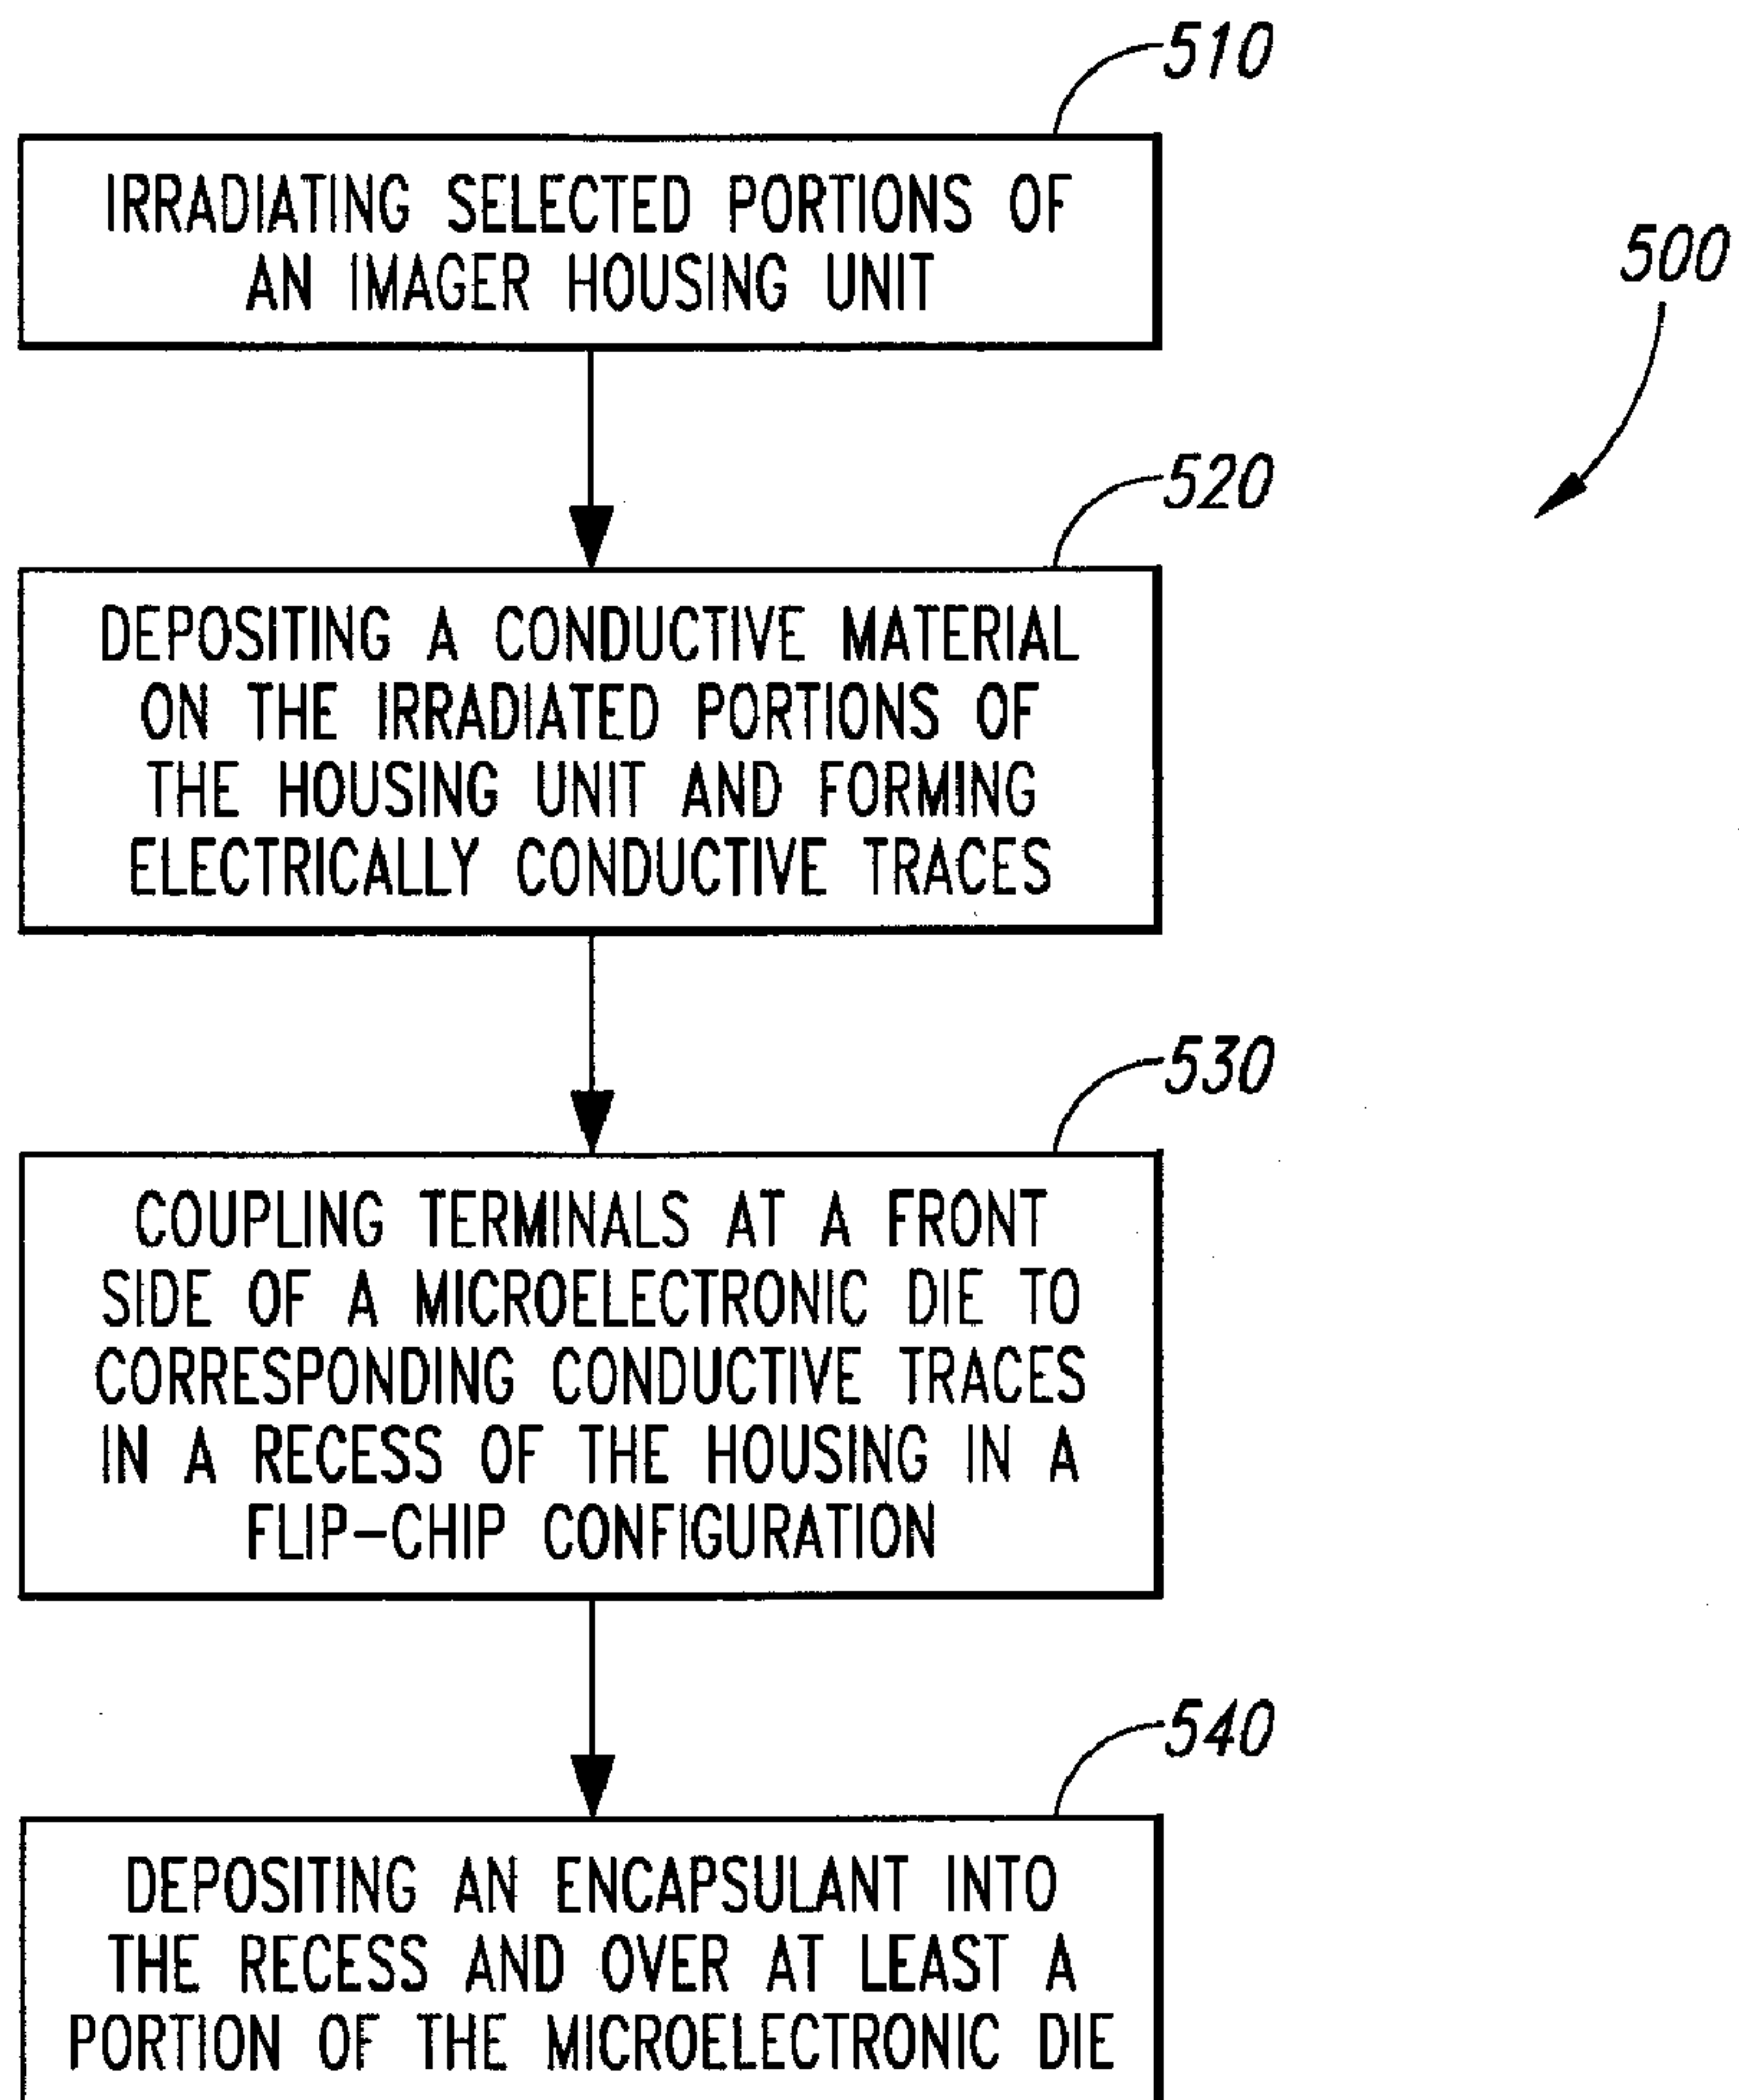 510
IRRADIATING SELECTED PORTIONS OF
AN IMAGER HOUSING UNIT
500
520
DEPOSITING A CONDUCTIVE MATERIAL
ON THE IRRADIATED PORTIONS OF
THE HOUSING UNIT AND FORMING
ELECTRICALLY CONDUCTIVE TRACES
530
COUPLING TERMINALS AT A FRONT
SIDE OF A MICROELECTRONIC DIE TO
CORRESPONDING CONDUCTIVE TRACES
IN A RECESS OF THE HOUSING IN A
FLIP-CHIP CONFIGURATION
540
DEPOSITING AN ENCAPSULANT INTO
THE RECESS AND OVER AT LEAST A
PORTION OF THE MICROELECTRONIC DIE